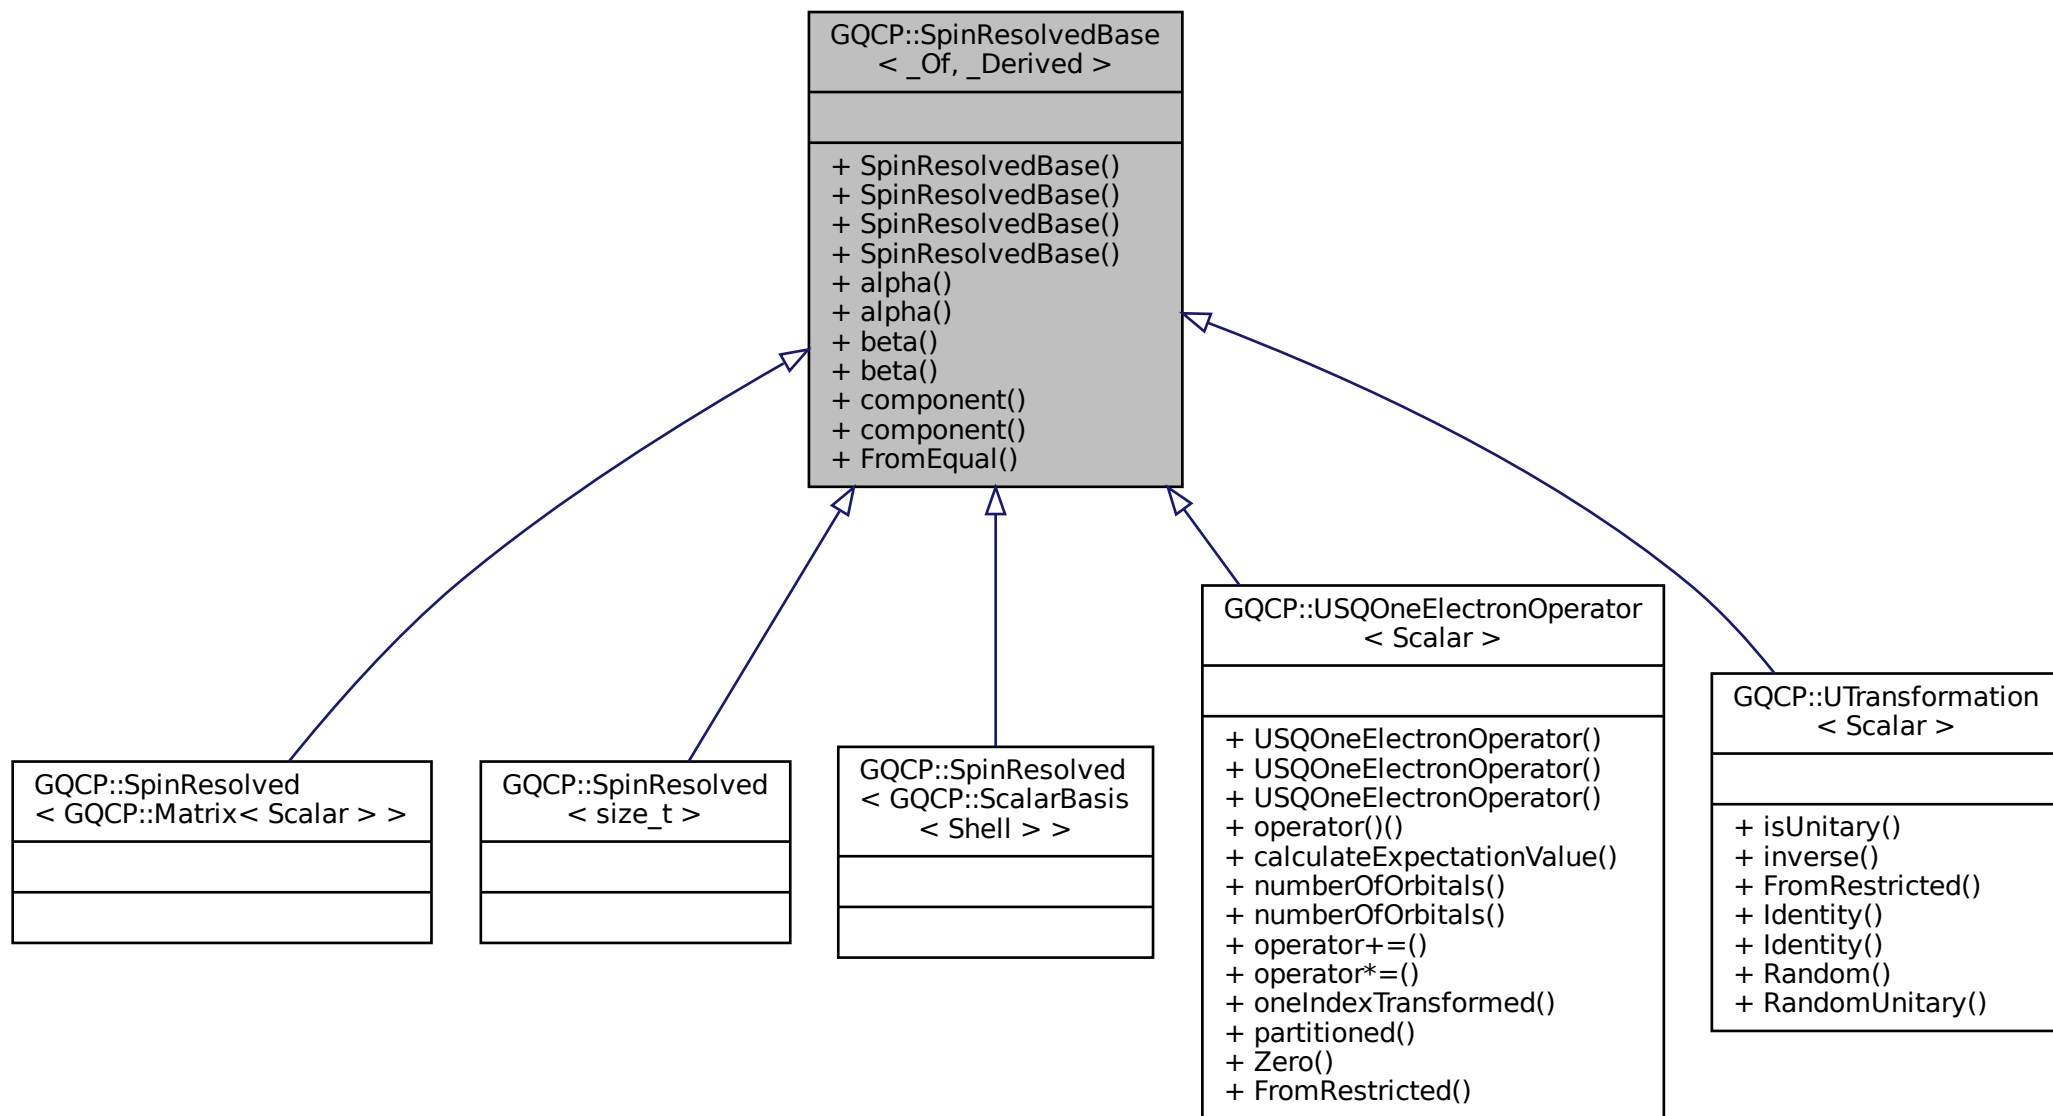 GQCP::SpinResolvedBase
< _Of, _Derived >
+ SpinResolvedBase()
+ SpinResolvedBase()
+ SpinResolvedBase()
+ SpinResolvedBase()
+ alpha()
+ alpha()
+ beta()
+ beta()
+ component()
+ component()
+ FromEqual()
GQCP::SpinResolved
< GQCP::Matrix< Scalar > >
GQCP::SpinResolved
< size_t >
GQCP::SpinResolved
< GQCP::ScalarBasis
< Shell > >
GQCP::USQOneElectronOperator
< Scalar >
+ USQOneElectronOperator()
+ USQOneElectronOperator()
+ USQOneElectronOperator()
+ operator()()
+ calculateExpectationValue()
+ numberOfOrbitals()
+ numberOfOrbitals()
+ operator+=()
+ operator*=()
+ oneIndexTransformed()
+ partitioned()
+ Zero()
+ FromRestricted()
GQCP::UTransformation
< Scalar >
+ isUnitary()
+ inverse()
+ FromRestricted()
+ Identity()
+ Identity()
+ Random()
+ RandomUnitary()